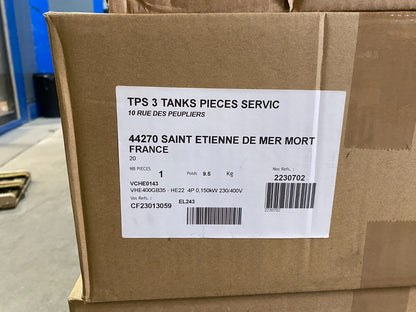 TPS 3 TANKS PIECES SERVIC
10 RUE DES PEUPLIERS
44270 SAINT ETIENNE DE MER MORT
FRANCE
20
NB PIECES 1 Poids 9.5 Kg Nos Refs. :
2230702
VCHE0143
VHE400GB35 - HE22 4P 0,150kW 230/400V
Vos Refs. : EL243
CF23013059
2230702